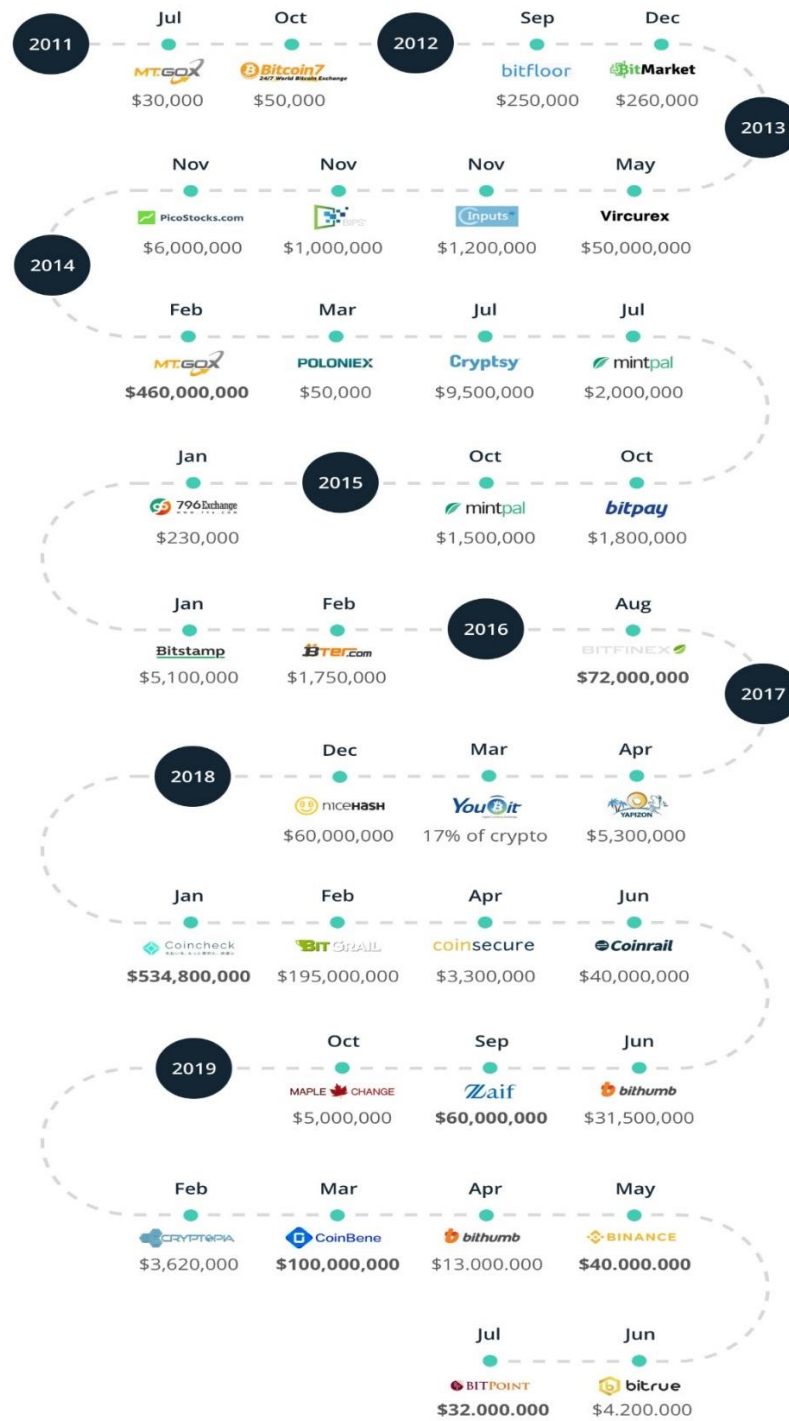 2011
Jul
MT.GOX
$30,000
Oct
Bitcoin7
24/7 World Bitcoin Exchange
$50,000
2012
Sep
bitfloor
$250,000
Dec
BitMarket
$260,000
2013
May
Vircurex
$50,000,000
Nov
Inputs
$1,200,000
Nov
BIPS
$1,000,000
Nov
PicoStocks.com
$6,000,000
2014
Feb
MT.GOX
$460,000,000
Mar
POLONIEX
$50,000
Jul
Cryptsy
$9,500,000
Jul
mintpal
$2,000,000
Oct
bitpay
$1,800,000
Oct
mintpal
$1,500,000
2015
Jan
796 Exchange
$230,000
Jan
Bitstamp
$5,100,000
Feb
BTer.com
$1,750,000
2016
Aug
BITFINEX
$72,000,000
2017
Apr
YAPIZON
$5,300,000
Mar
YouBit
17% of crypto
Dec
nıceHASH
$60,000,000
2018
Jan
Coincheck
$534,800,000
Feb
BITGRAIL
$195,000,000
Apr
coinsecure
$3,300,000
Jun
Coinrail
$40,000,000
Jun
bithumb
$31,500,000
Sep
Zaif
$60,000,000
Oct
MAPLE CHANGE
$5,000,000
2019
Feb
CRYPTOPIA
$3,620,000
Mar
CoinBene
$100,000,000
Apr
bithumb
$13.000.000
May
BINANCE
$40.000.000
Jun
bitrue
$4.200.000
Jul
BITPOINT
$32.000.000